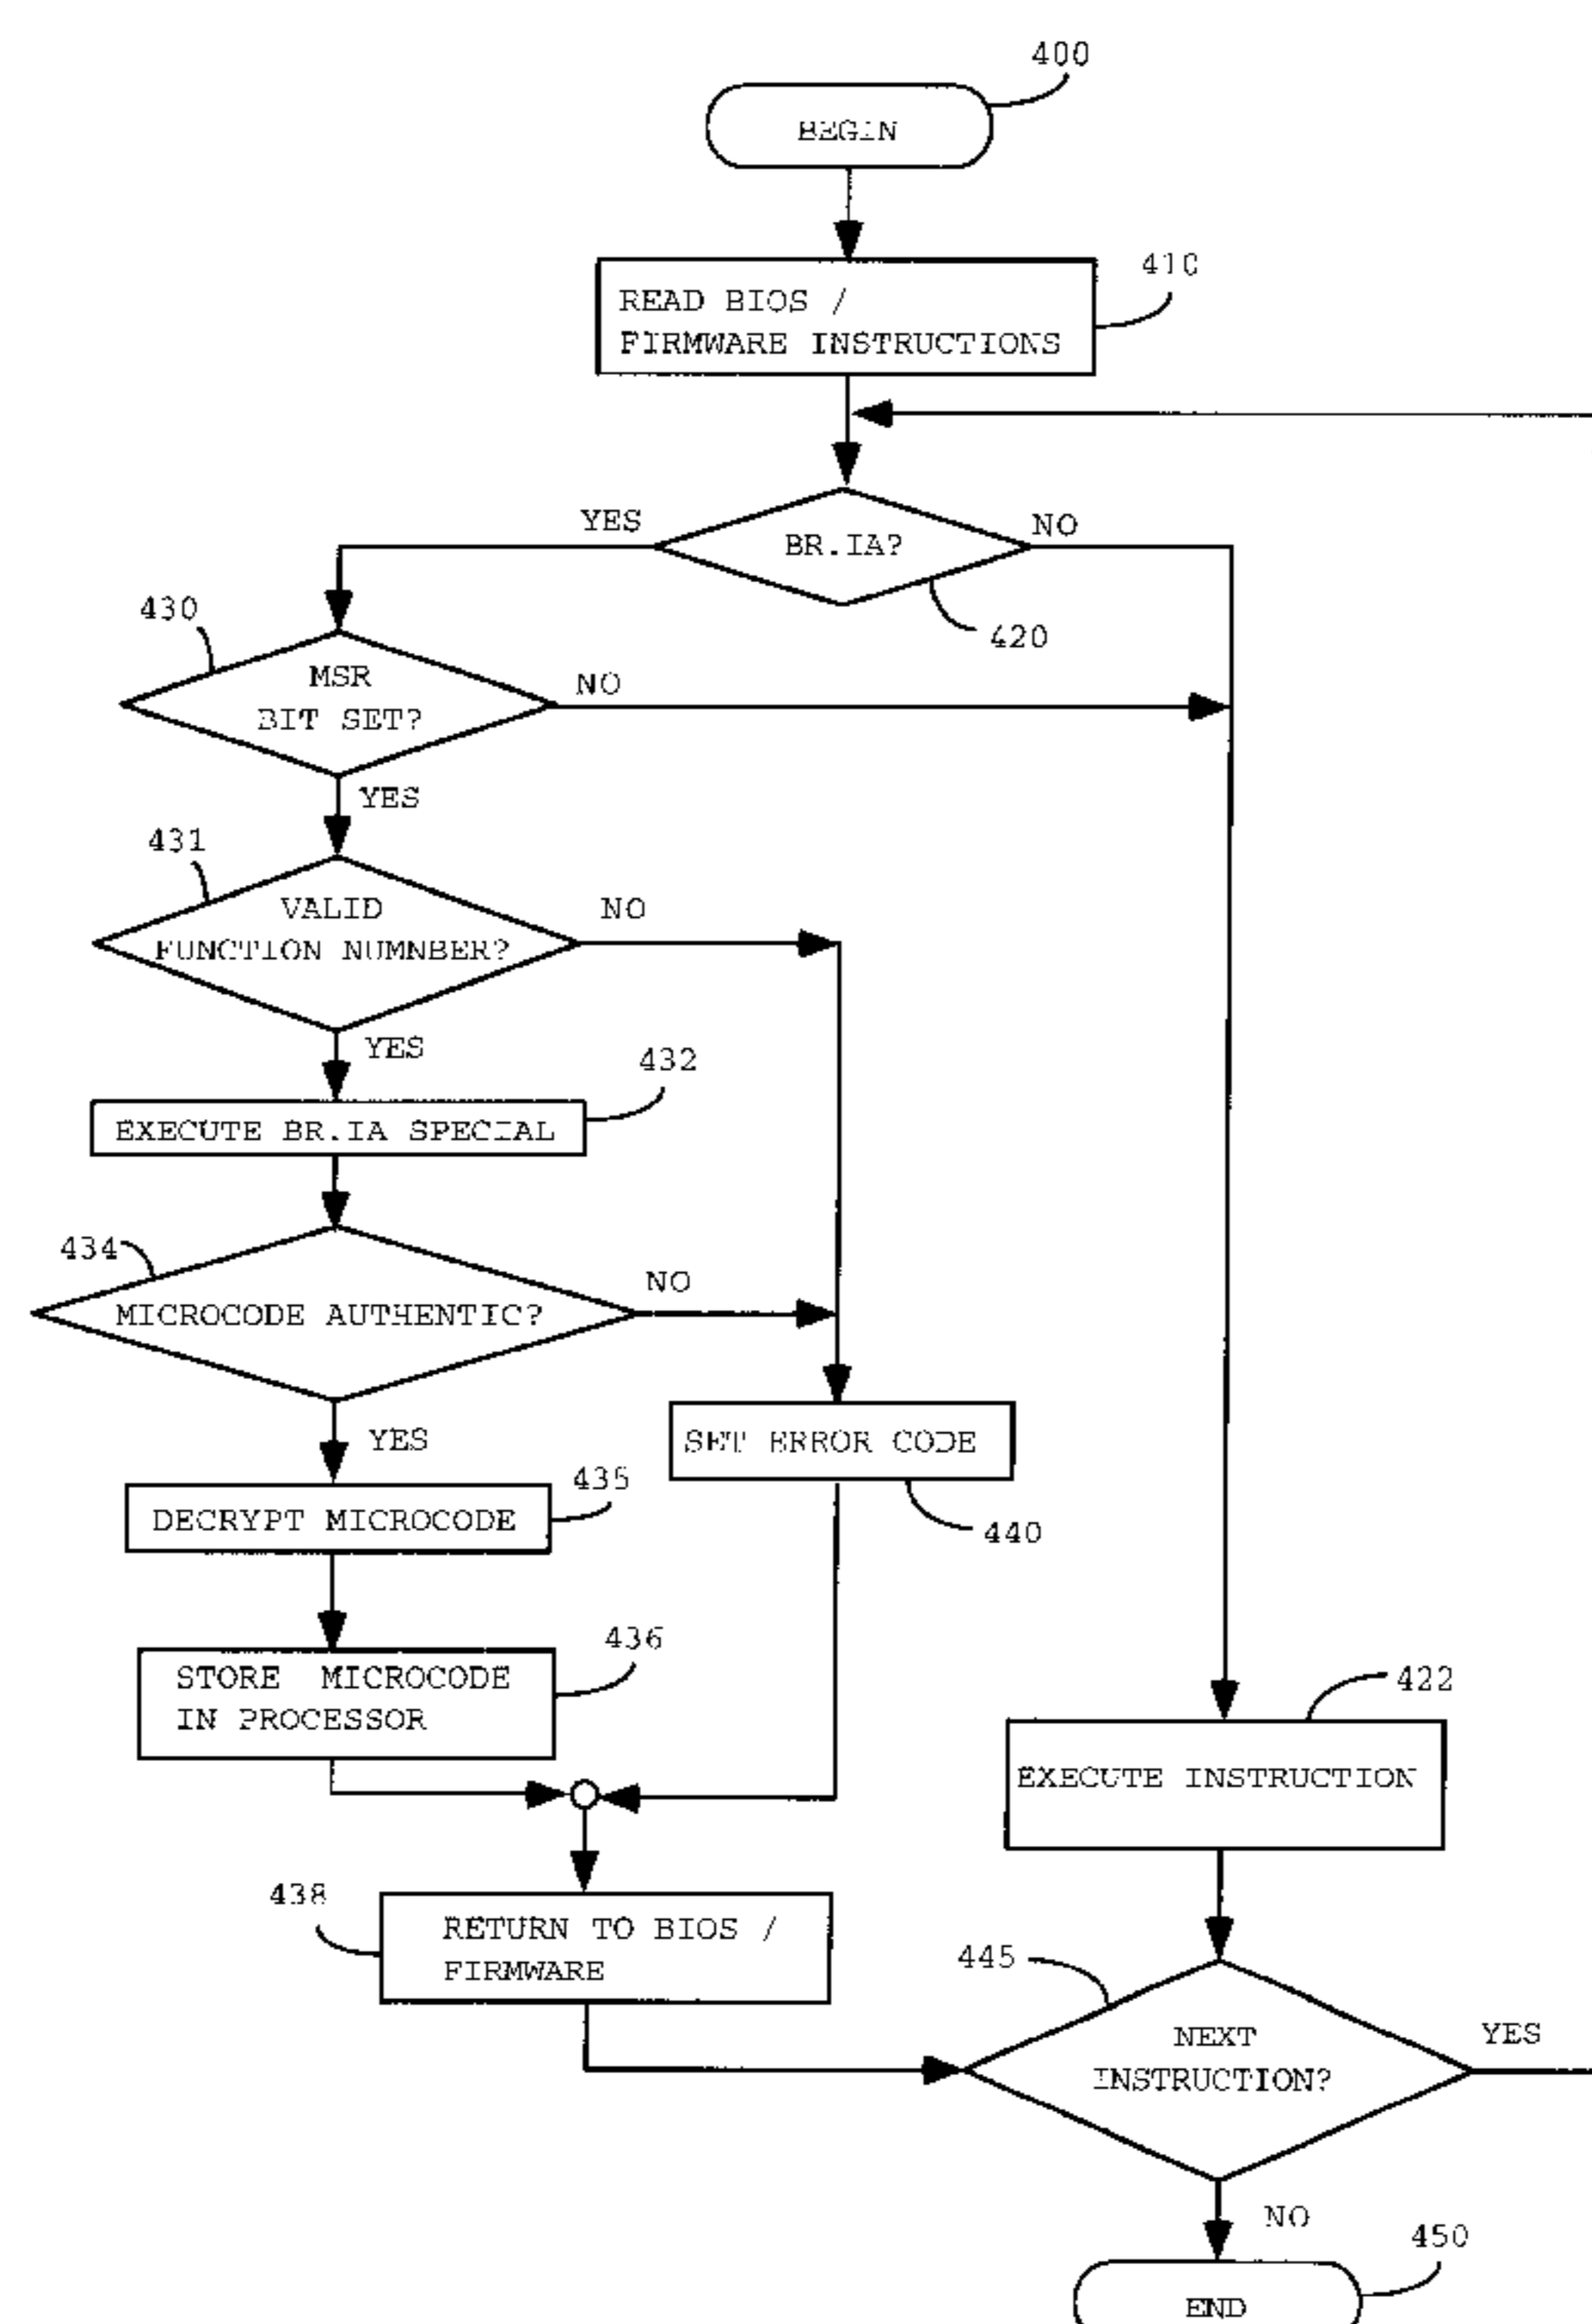 400
BEGIN
410
READ BIOS /
FIRMWARE INSTRUCTIONS
YES
BR.IA?
NO
420
430
MSR
BIT SET?
NO
YES
431
VALID
FUNCTION NUMNBER?
NO
YES
432
EXECUTE BR.IA SPECIAL
434
MICROCODE AUTHENTIC?
NO
YES
SET ERROR CODE
440
435
DECRYPT MICROCODE
436
STORE MICROCODE
IN PROCESSOR
422
EXECUTE INSTRUCTION
438
RETURN TO BIOS /
FIRMWARE
445
NEXT
INSTRUCTION?
YES
NO
450
END